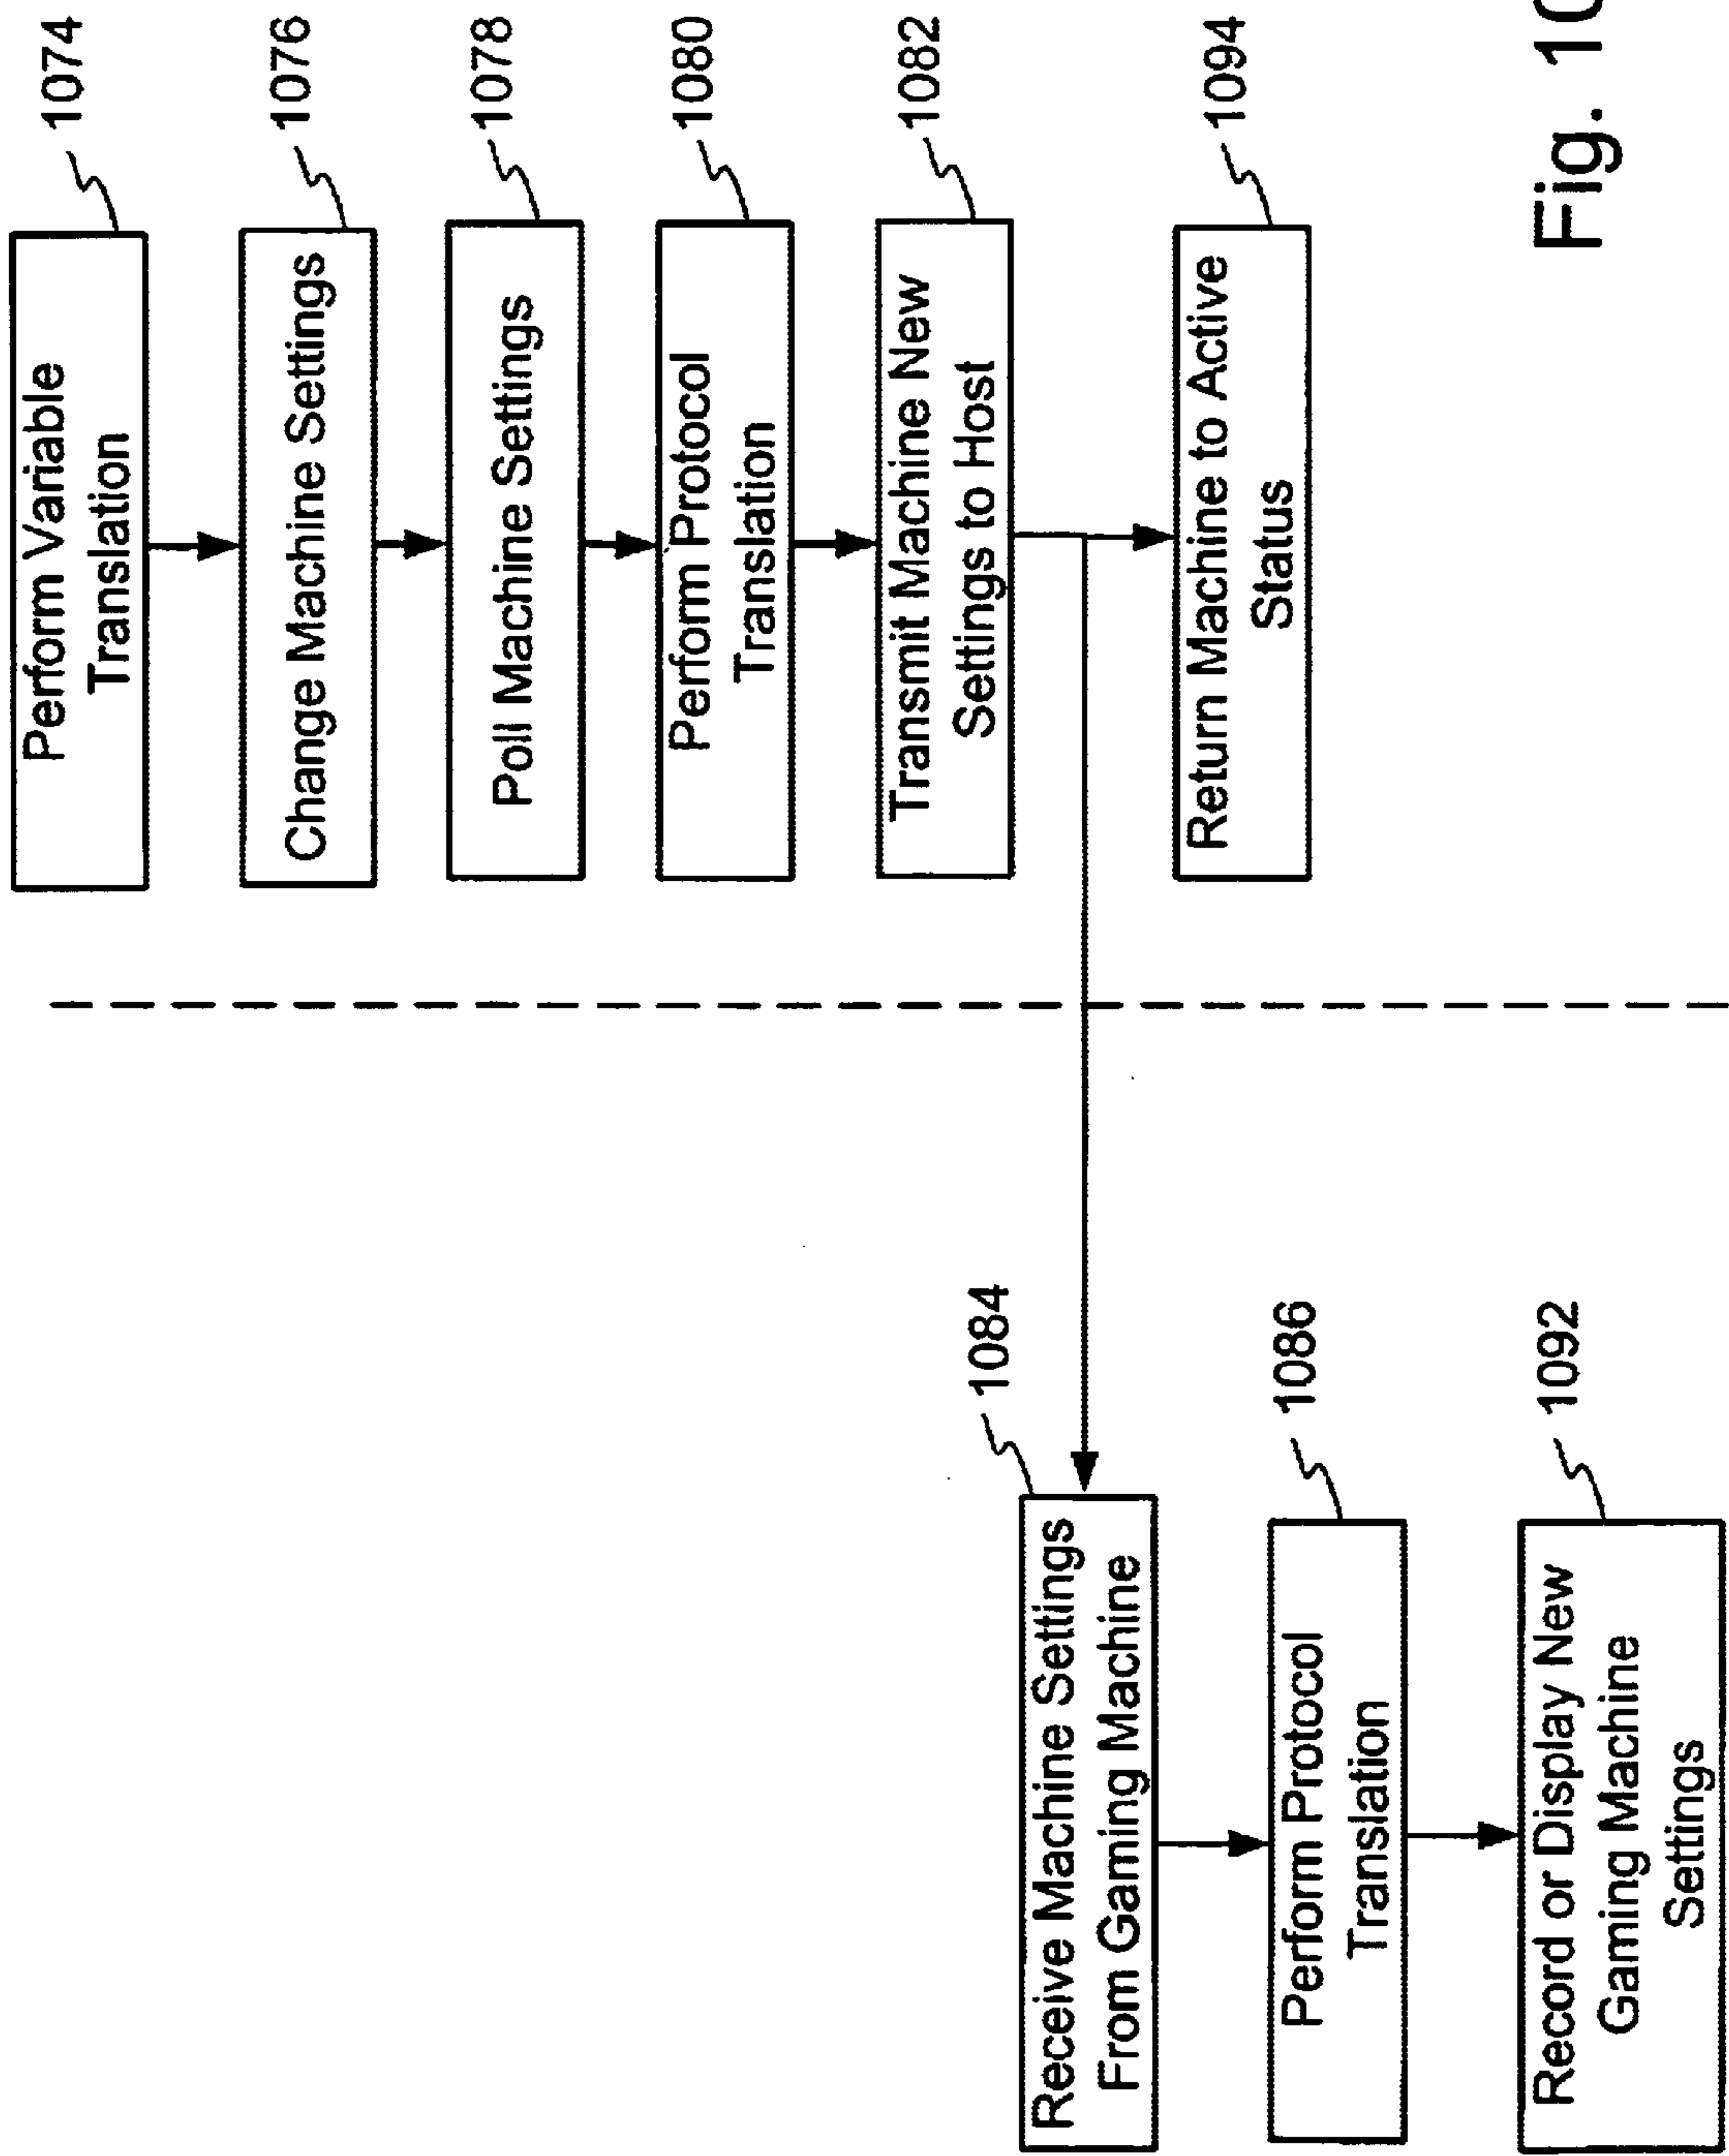 Perform Variable
Translation
1074
Change Machine Settings
1076
Poll Machine Settings
1078
Perform Protocol
Translation
1080
Transmit Machine New
Settings to Host
1082
Return Machine to Active
Status
1094
Receive Machine Settings
From Gaming Machine
1084
Perform Protocol
Translation
1086
Record or Display New
Gaming Machine
Settings
1092
Fig. 10